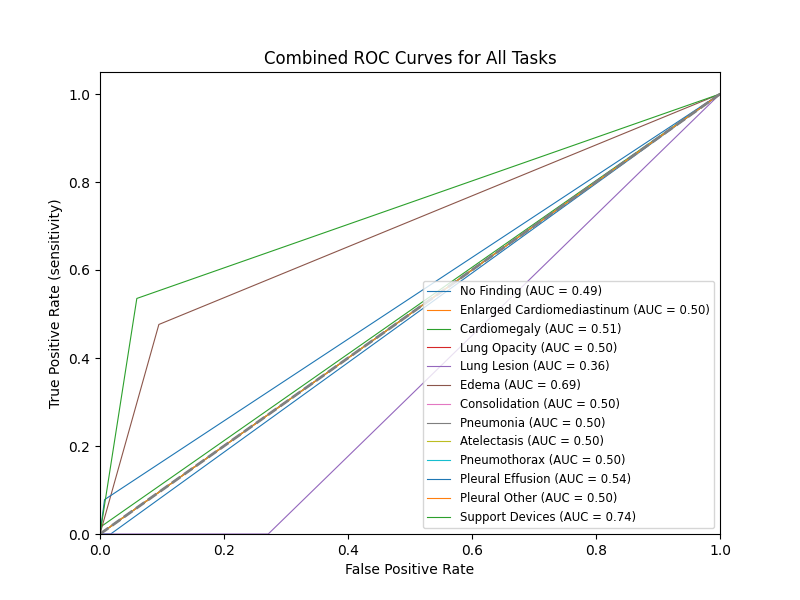 Combined ROC Curves for All Tasks
True Positive Rate (sensitivity)
1.0
0.8
0.6
0.4
0.2
0.0
No Finding (AUC = 0.49)
Enlarged Cardiomediastinum (AUC = 0.50)
Cardiomegaly (AUC = 0.51)
Lung Opacity (AUC = 0.50)
Lung Lesion (AUC = 0.36)
Edema (AUC = 0.69)
Consolidation (AUC = 0.50)
Pneumonia (AUC = 0.50)
Atelectasis (AUC = 0.50)
Pneumothorax (AUC = 0.50)
Pleural Effusion (AUC = 0.54)
Pleural Other (AUC = 0.50)
Support Devices (AUC = 0.74)
0.0 0.2 0.4 0.6 0.8 1.0
False Positive Rate